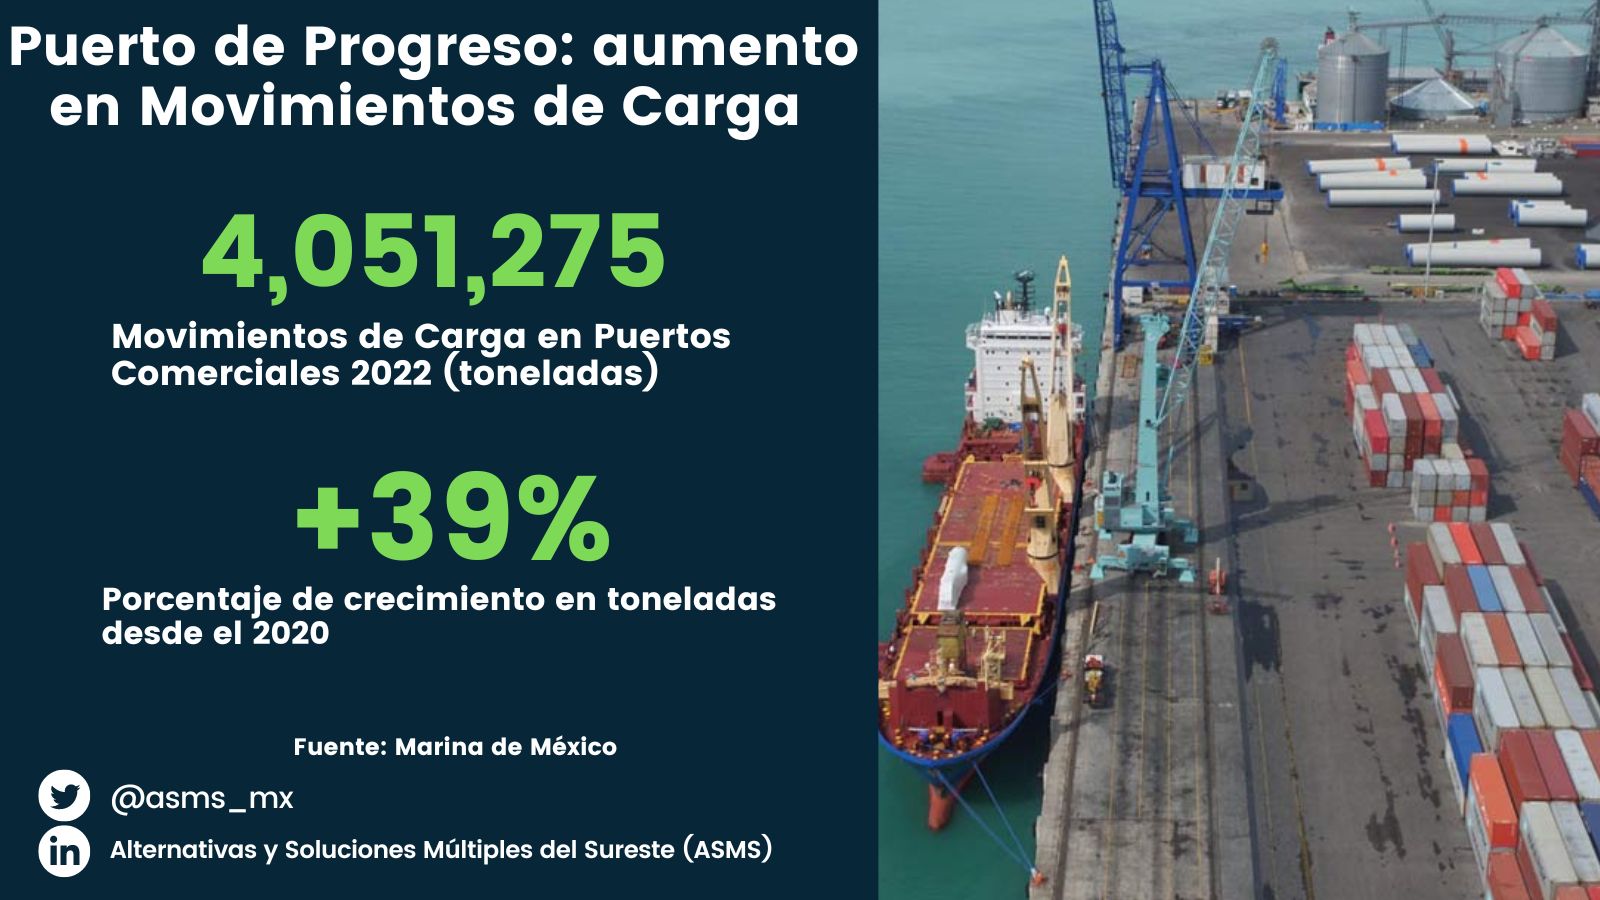 Puerto de Progreso: aumento
en Movimientos de Carga
4,051,275
Movimientos de Carga en Puertos
Comerciales 2022 (toneladas)
+39%
Porcentaje de crecimiento en toneladas
desde el 2020
Fuente: Marina de México
@asms_mx
in
Alternativas y Soluciones Múltiples del Sureste (ASMS)